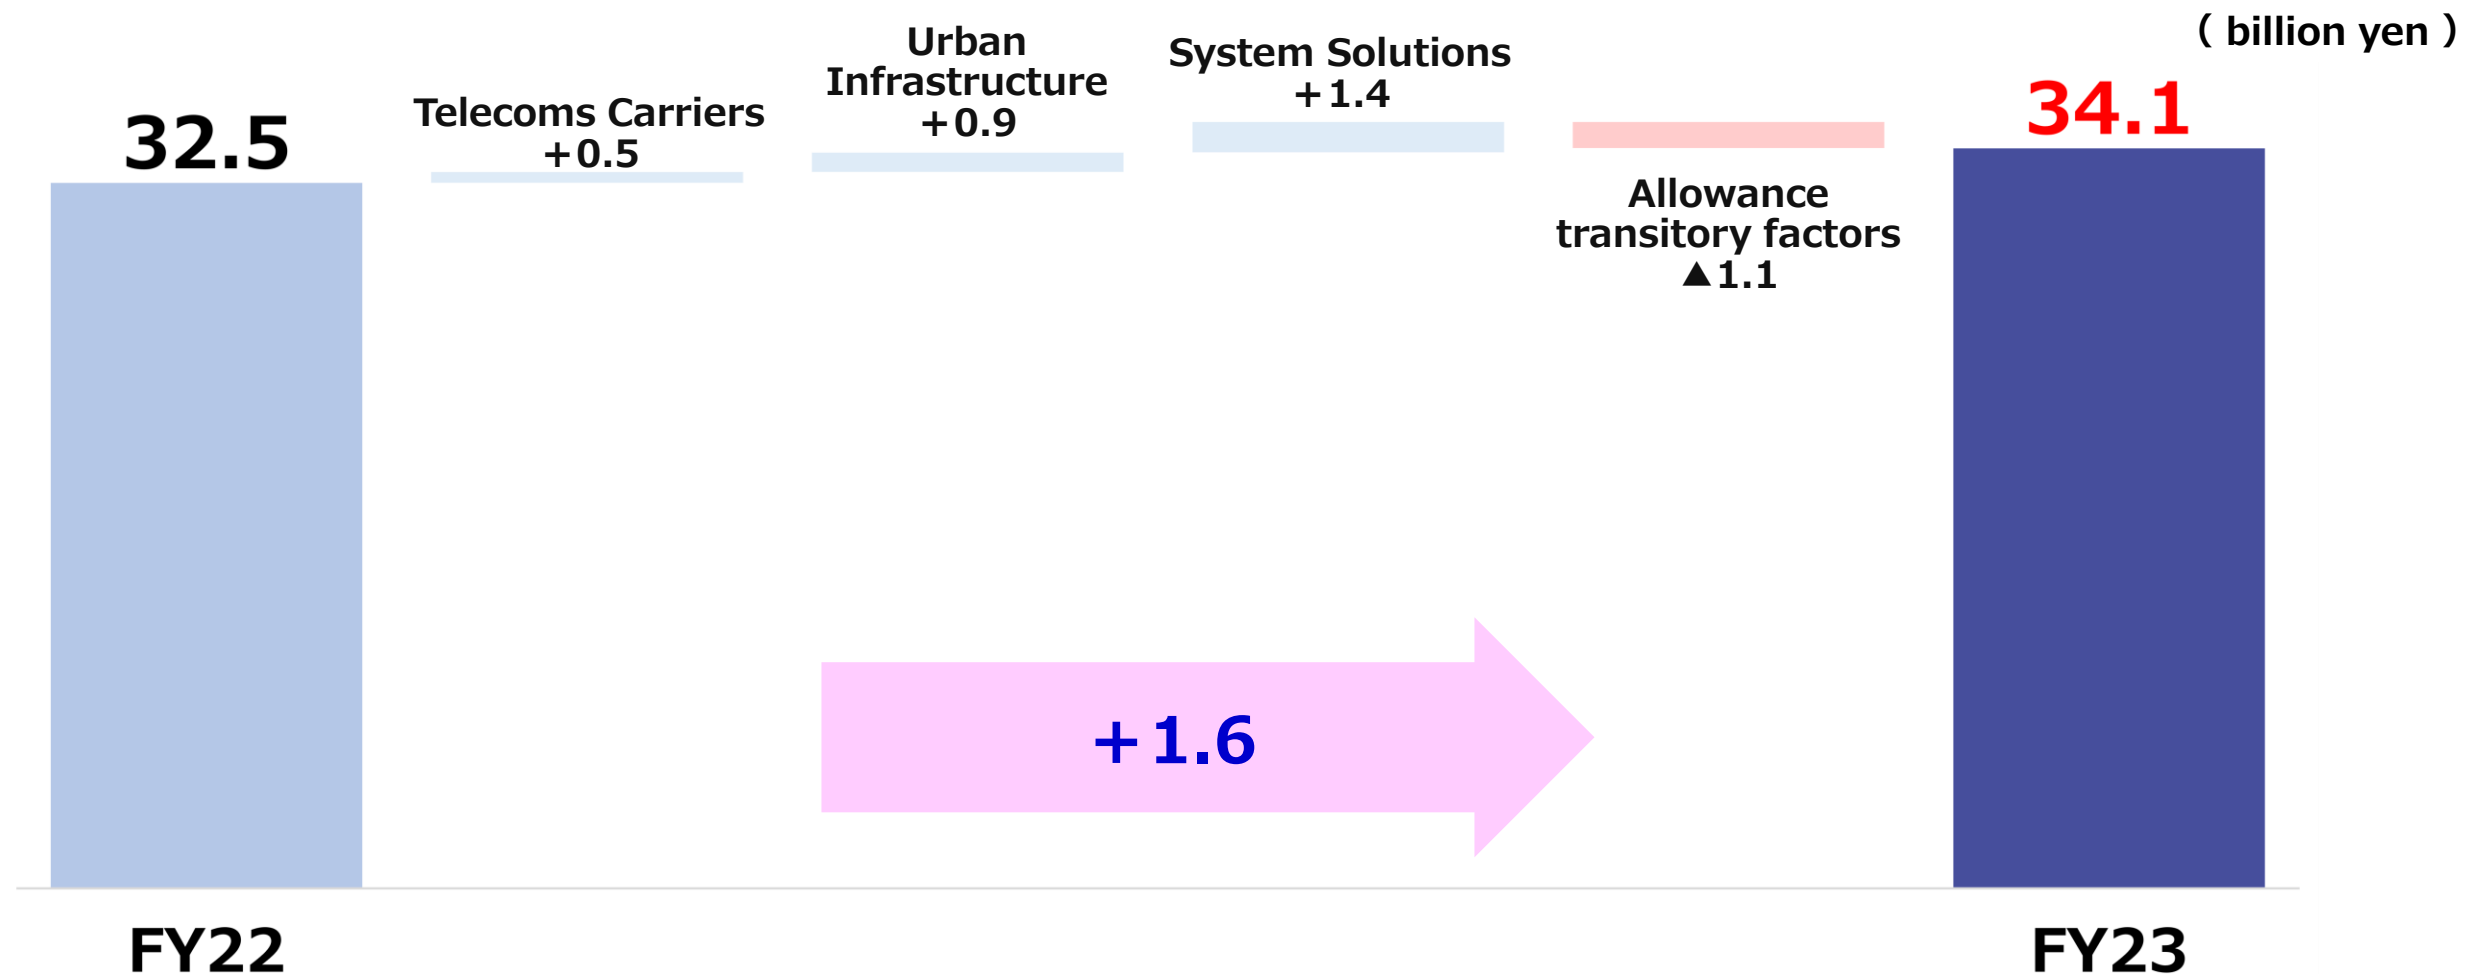 ( billion yen )
32.5
Telecoms Carriers
+0.5
Urban
Infrastructure
+0.9
System Solutions
+1.4
Allowance
transitory factors
▲1.1
34.1
+1.6
FY22
FY23